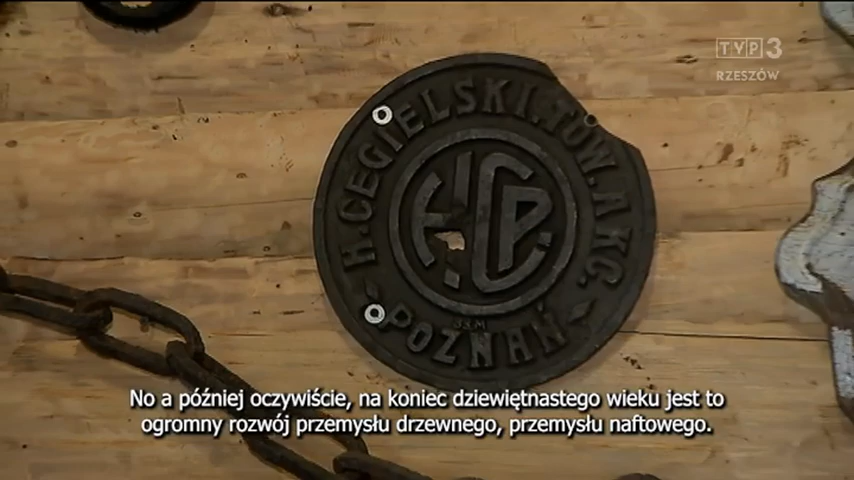 TVP3
RZESZÓW
H. CEGIELSKI. TOW. AKC.
HCP.
POZNAŃ
No a później oczywiście, na koniec dziewiętnastego wieku jest to
ogromny rozwój przemysłu drzewnego, przemysłu naftowego.